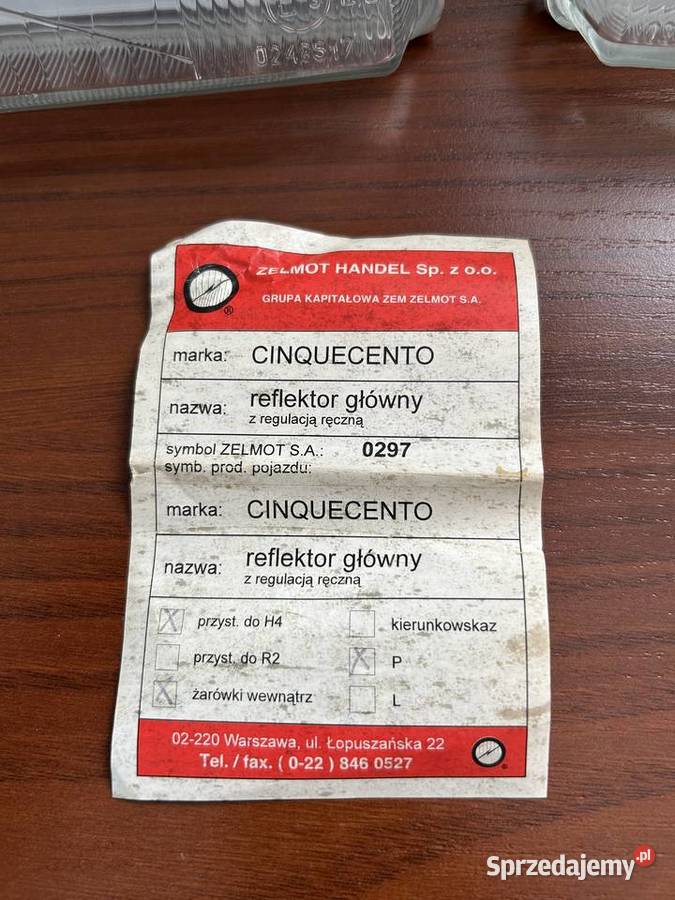 0248517
ZELMOT HANDEL Sp. z o.o.
GRUPA KAPITAŁOWA ZEM ZELMOT S.A.
®
marka: CINQUECENTO
nazwa: reflektor główny
z regulacją ręczną
symbol ZELMOT S.A.: 0297
symb. prod. pojazdu:
marka: CINQUECENTO
nazwa: reflektor główny
z regulacją ręczną
X przyst. do H4
kierunkowskaz
przyst. do R2
X P
X żarówki wewnątrz
L
02-220 Warszawa, ul. Łopuszańska 22
Tel. / fax. ( 0-22 ) 846 0527
Sprzedajemy.pl